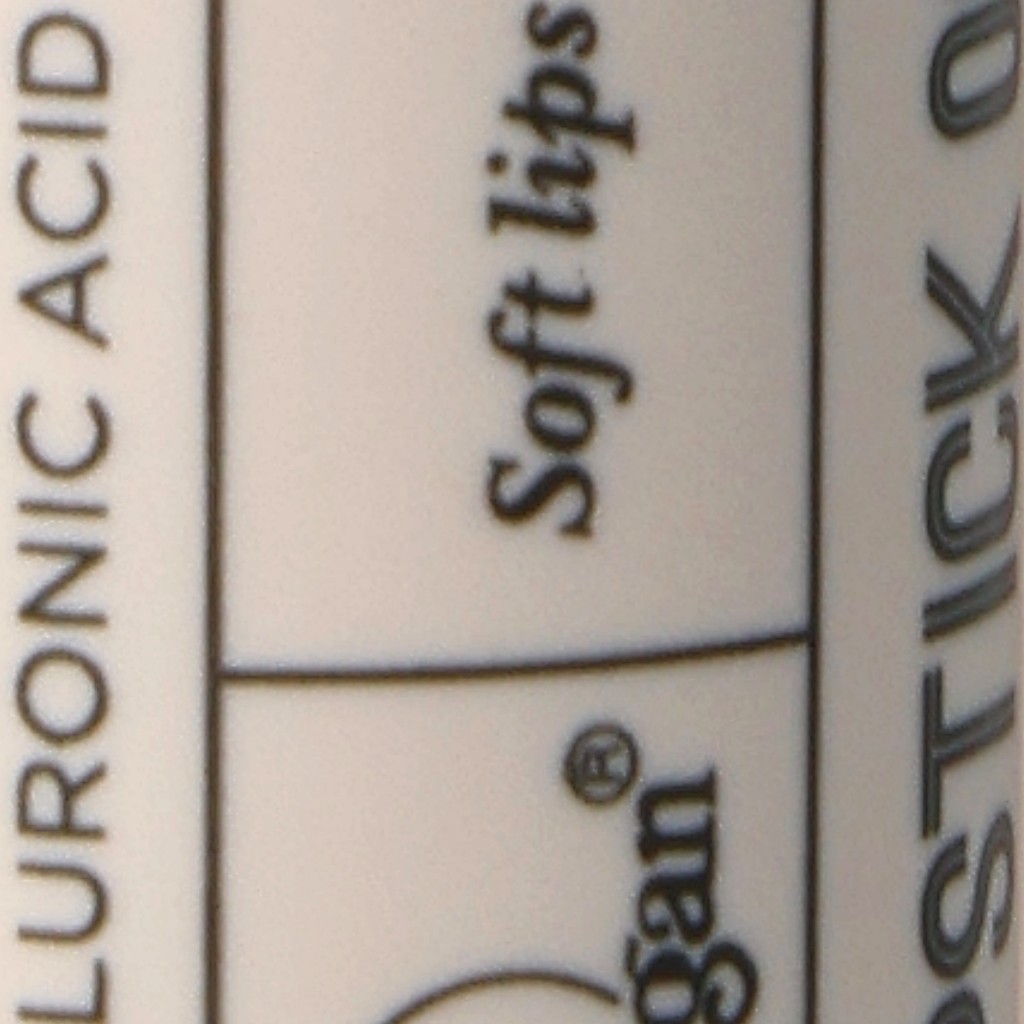 LURONIC ACID
Soft lips
gan®
STICK O